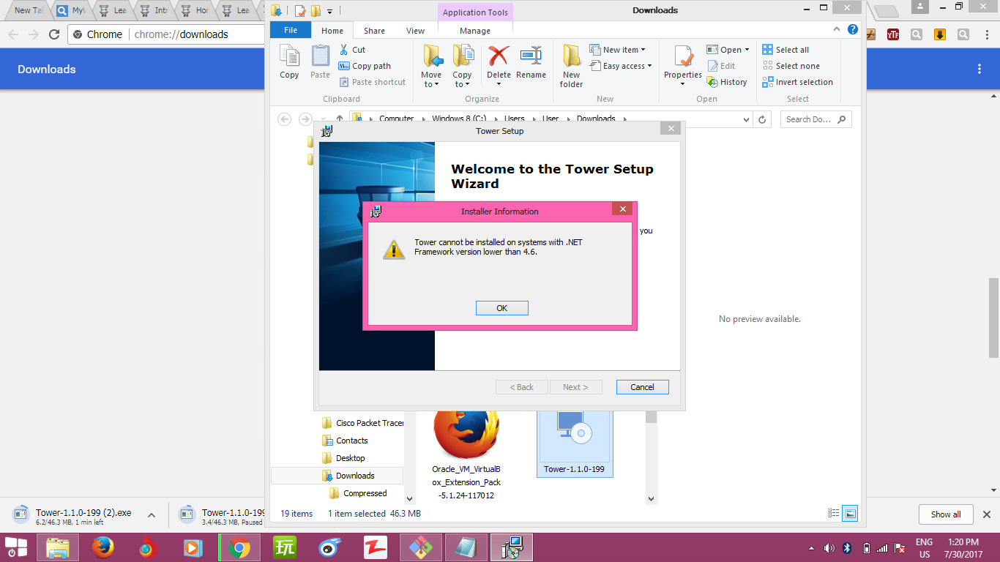 New Tab
MyW
Lea
Intr
Hor
Lea
Application Tools
Downloads
Chrome
chrome://downloads
File
Home
Share
View
Manage
YTF
Downloads
Copy
Paste
Cut
Copy path
Paste shortcut
Clipboard
Move to
Copy to
Delete
Rename
Organize
New folder
New item
Easy access
New
Properties
Open
Edit
History
Open
Select all
Select none
Invert selection
Select
Computer
Windows 8 (C:)
Users
User
Downloads
Search Do...
Tower Setup
Welcome to the Tower Setup
Wizard
you
Installer Information
Tower cannot be installed on systems with .NET
Framework version lower than 4.6.
OK
No preview available.
< Back
Next >
Cancel
Cisco Packet Tracer
Contacts
Desktop
Downloads
Compressed
Oracle_VM_VirtualB
ox_Extension_Pack
-5.1.24-117012
Tower-1.1.0-199
19 items
1 item selected 46.3 MB
Tower-1.1.0-199 (2).exe
6.2/46.3 MB, 1 min left
Tower-1.1.0-199
3.4/46.3 MB, Paused
Show all
玩
ENG
US
1:20 PM
7/30/2017